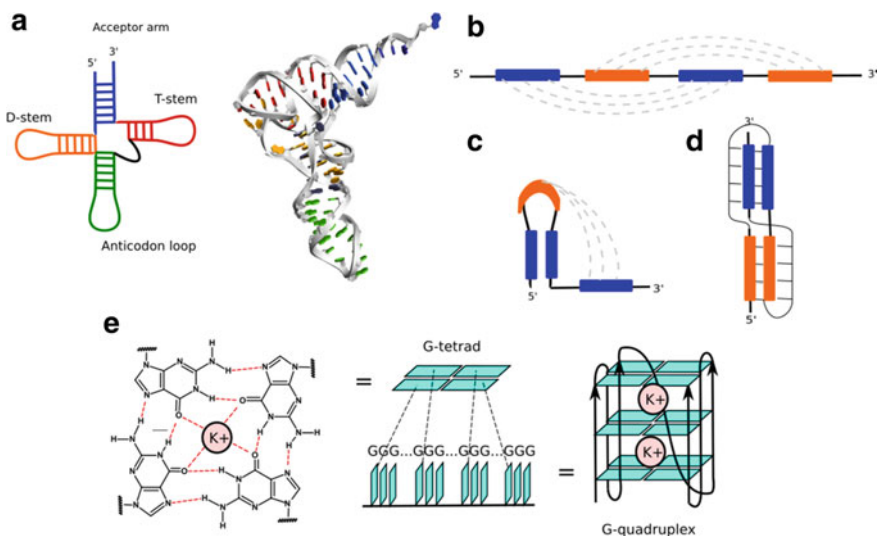 a
Acceptor arm
5'
3'
D-stem
T-stem
Anticodon loop
b
5'
3'
c
5'
3'
d
3'
5'
e
N
N
N
H
N
H
N
H
O
N
N
N
N
H
O
N
N
H
H
K+
H
H
N
N
H
O
N
N
N
N
H
O
N
N
N
N
H
H
=
G-tetrad
GGG...GGG...GGG...GGG
=
K+
K+
G-quadruplex